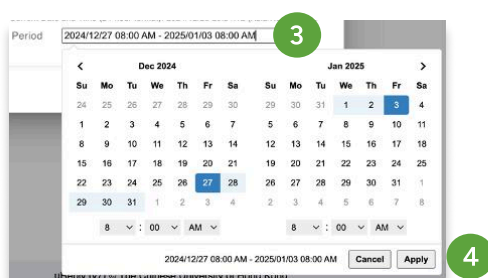 Period 2024/12/27 08:00 AM - 2025/01/03 08:00 AM 3
Dec 2024 Jan 2025
Su Mo Tu We Th Fr Sa Su Mo Tu We Th Fr Sa
24 25 26 27 28 29 30 29 30 31 1 2 3 4
1 2 3 4 5 6 7 5 6 7 8 9 10 11
8 9 10 11 12 13 14 12 13 14 15 16 17 18
15 16 17 18 19 20 21 19 20 21 22 23 24 25
22 23 24 25 26 27 28 26 27 28 29 30 31 1
29 30 31 1 2 3 4 2 3 4 5 6 7 8
8 : 00 AM 8 : 00 AM
2024/12/27 08:00 AM - 2025/01/03 08:00 AM Cancel Apply 4